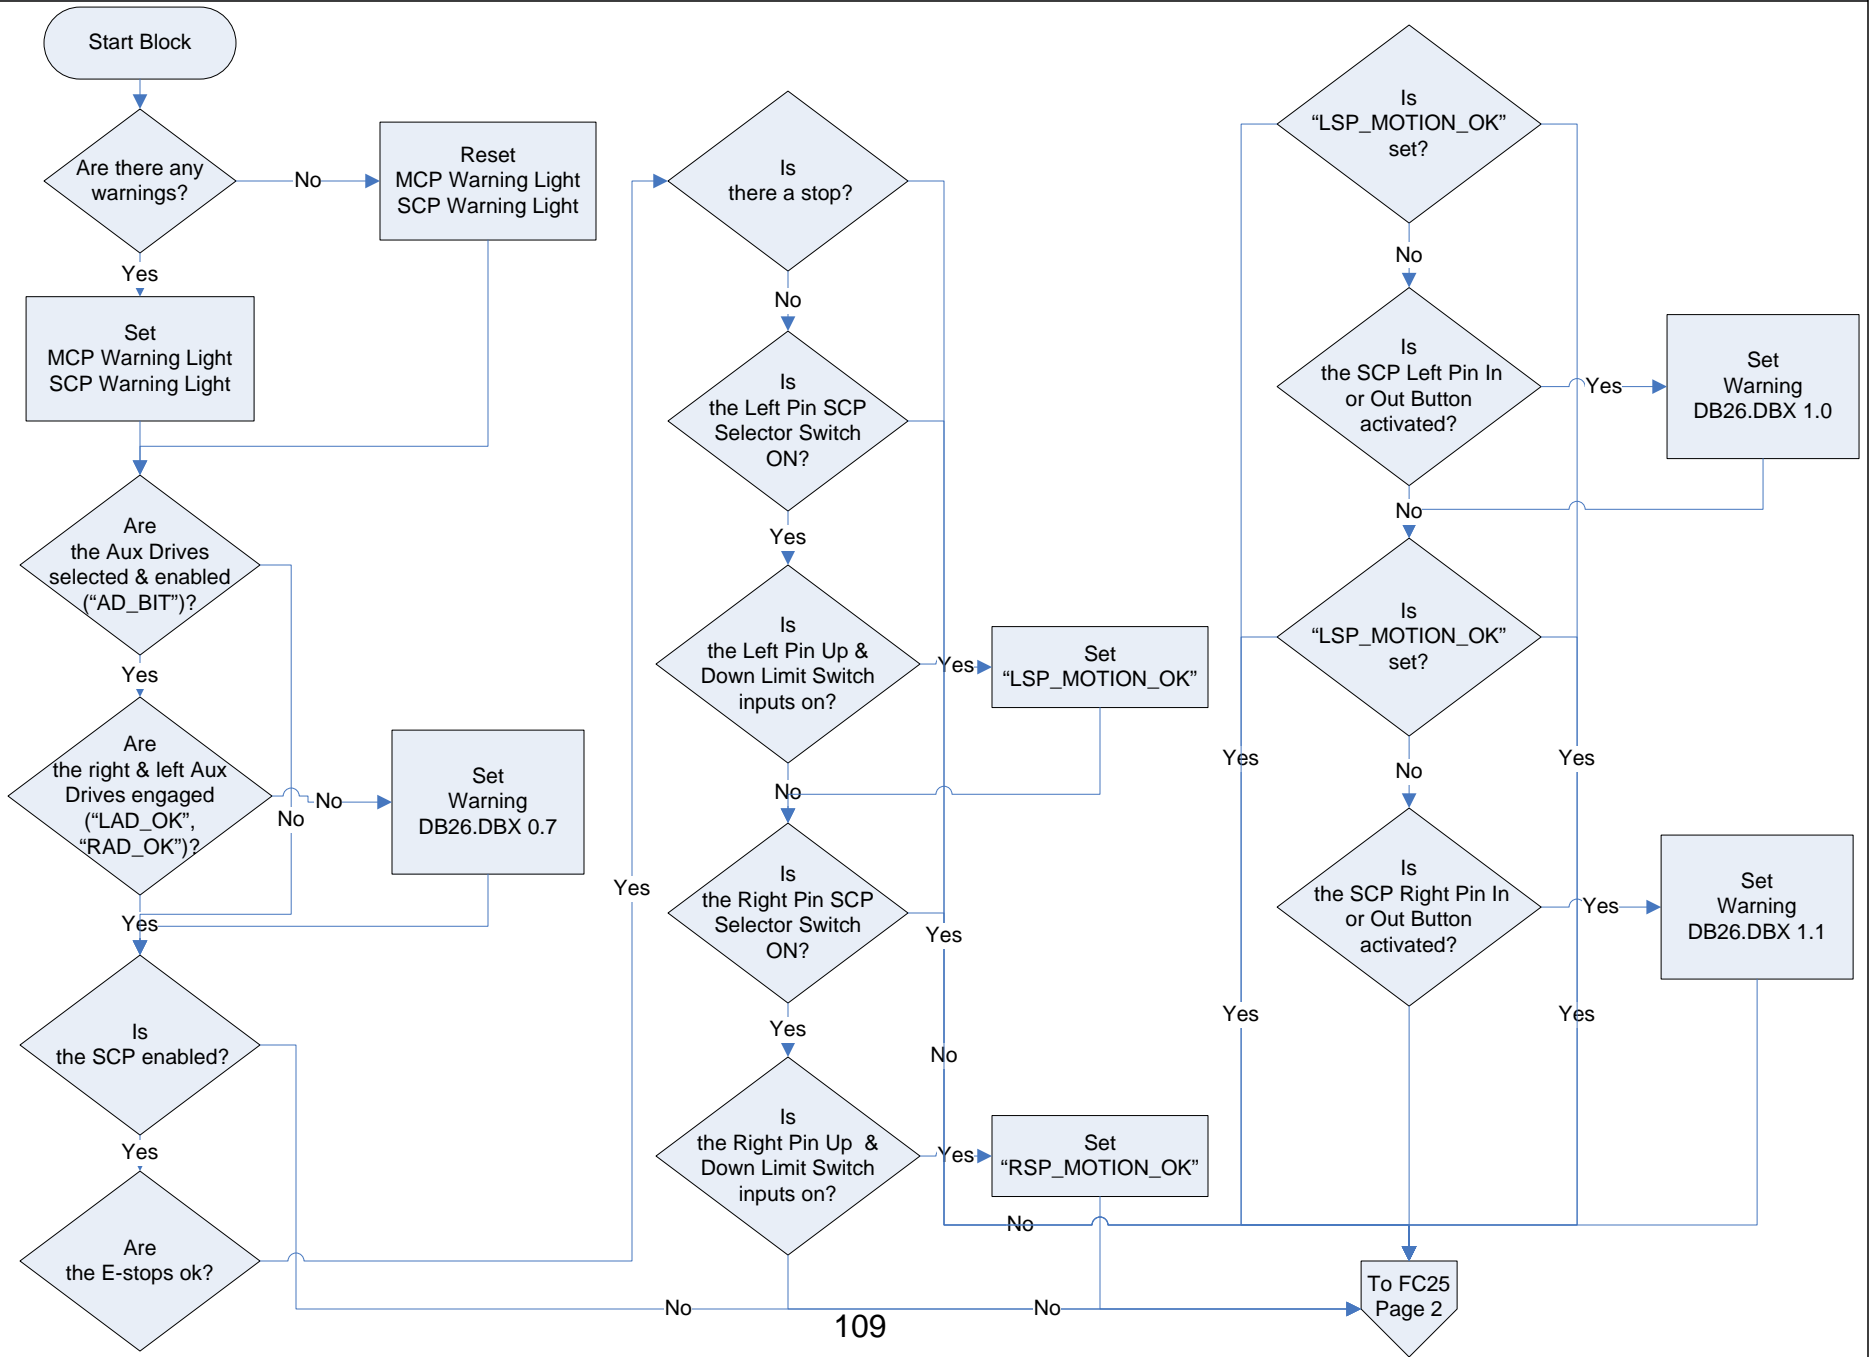 Start Block
Are there any
warnings?
No
Reset
MCP Warning Light
SCP Warning Light
Yes
Set
MCP Warning Light
SCP Warning Light
Are
the Aux Drives
selected & enabled
(“AD_BIT”)?
Yes
Are
the right & left Aux
Drives engaged
(“LAD_OK”,
“RAD_OK”)?
No
No
Set
Warning
DB26.DBX 0.7
Yes
Is
the SCP enabled?
Yes
Are
the E-stops ok?
Yes
Is
there a stop?
No
Is
the Left Pin SCP
Selector Switch
ON?
Yes
Is
the Left Pin Up &
Down Limit Switch
inputs on?
Yes
Set
“LSP_MOTION_OK”
No
Is
the Right Pin SCP
Selector Switch
ON?
Yes
Yes
No
Is
the Right Pin Up  &
Down Limit Switch
inputs on?
Yes
Set
“RSP_MOTION_OK”
No
No
No
Is
“LSP_MOTION_OK”
set?
No
Is
the SCP Left Pin In
or Out Button
activated?
Yes
Set
Warning
DB26.DBX 1.0
No
Is
“LSP_MOTION_OK”
set?
Yes
Yes
No
Is
the SCP Right Pin In
or Out Button
activated?
Yes
Set
Warning
DB26.DBX 1.1
Yes
Yes
To FC25
Page 2
109